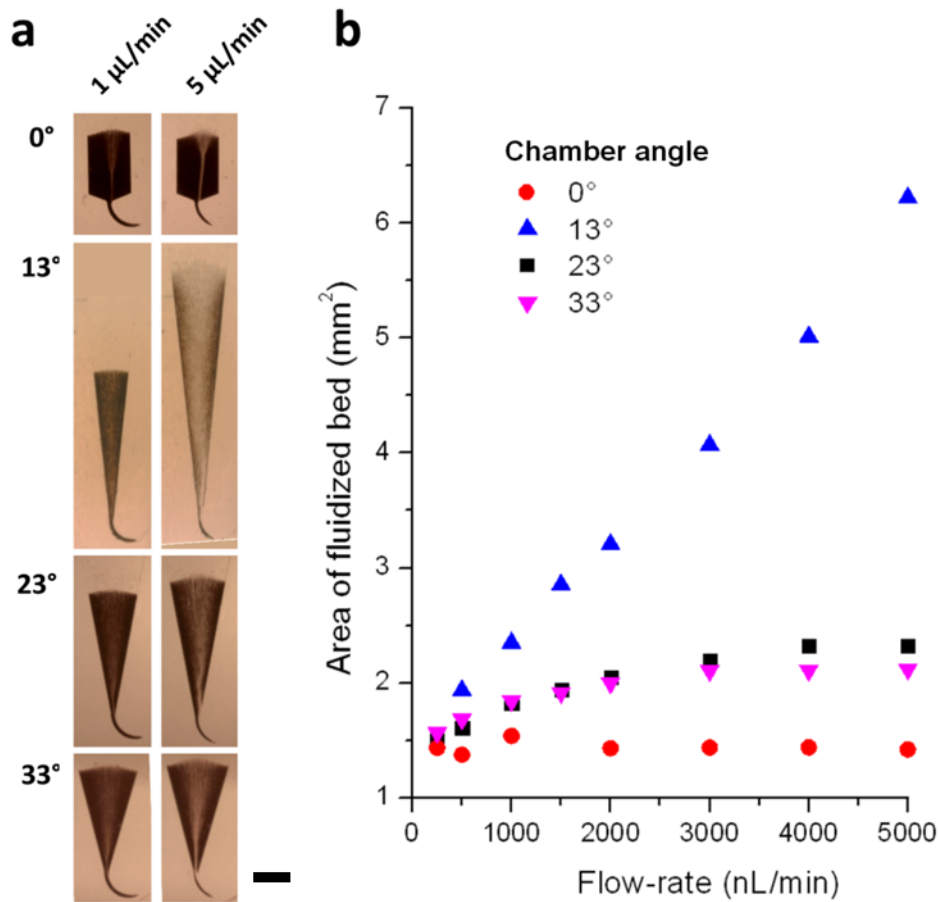 a
1 µL/min
5 µL/min
0°
13°
23°
33°
b
7
6
5
4
3
2
1
Area of fluidized bed (mm²)
Chamber angle
0°
13°
23°
33°
0 1000 2000 3000 4000 5000
Flow-rate (nL/min)